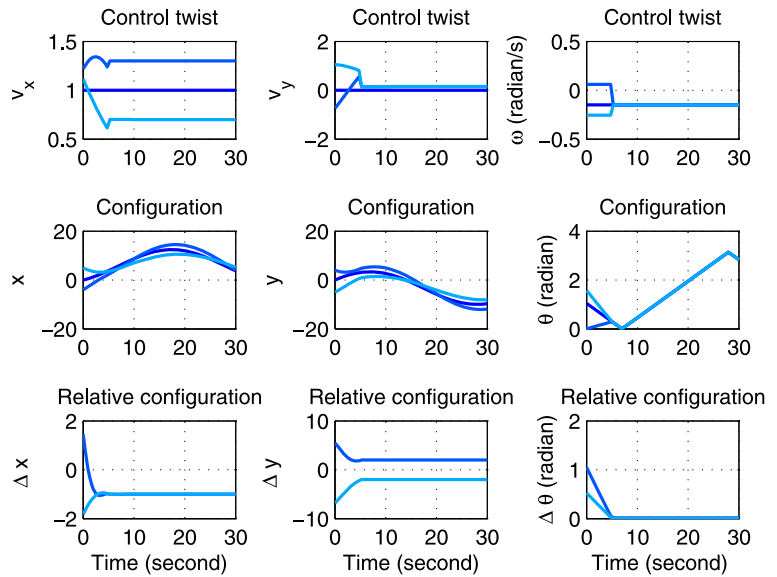 Control twist Control twist Control twist
1.5 2 0.5
v_x 1 v_y 0 ω (radian/s) 0
0.5 −2 −0.5
0 10 20 30 0 10 20 30 0 10 20 30
Configuration Configuration Configuration
20 20 4
x 0 y 0 θ (radian) 2
−20 −20 0
0 10 20 30 0 10 20 30 0 10 20 30
Relative configuration Relative configuration Relative configuration
2 10 2
Δ x 0 Δ y 0 Δ θ (radian) 1
−2 −10 0
0 10 20 30 0 10 20 30 0 10 20 30
Time (second) Time (second) Time (second)